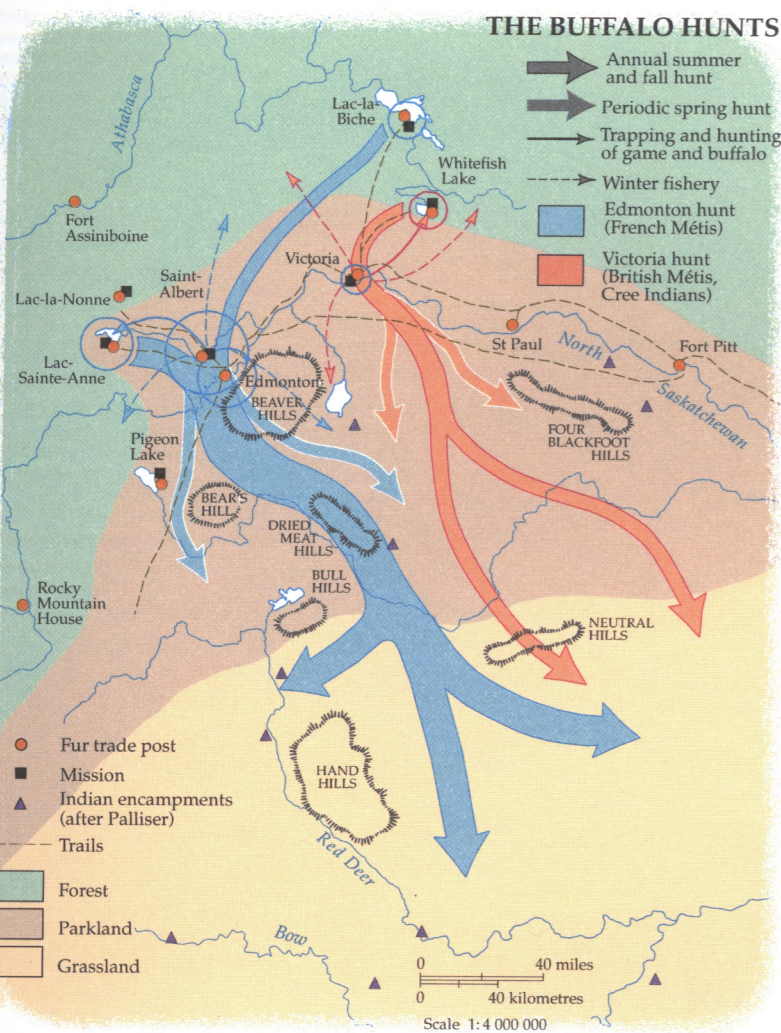 THE BUFFALO HUNTS
Annual summer
and fall hunt
Periodic spring hunt
Trapping and hunting
of game and buffalo
Winter fishery
Edmonton hunt
(French Métis)
Victoria hunt
(British Métis,
Cree Indians)
Athabasca
Lac-la-
Biche
Whitefish
Lake
Fort
Assiniboine
Victoria
Saint-
Albert
Lac-la-Nonne
St Paul
North
Saskatchewan
Fort Pitt
Lac-
Sainte-Anne
Edmonton
BEAVER
HILLS
FOUR
BLACKFOOT
HILLS
Pigeon
Lake
BEAR'S
HILL
DRIED
MEAT
HILLS
BULL
HILLS
Rocky
Mountain
House
NEUTRAL
HILLS
HAND
HILLS
Red Deer
Bow
Fur trade post
Mission
Indian encampments
(after Palliser)
Trails
Forest
Parkland
Grassland
0 40 miles
0 40 kilometres
Scale 1:4 000 000